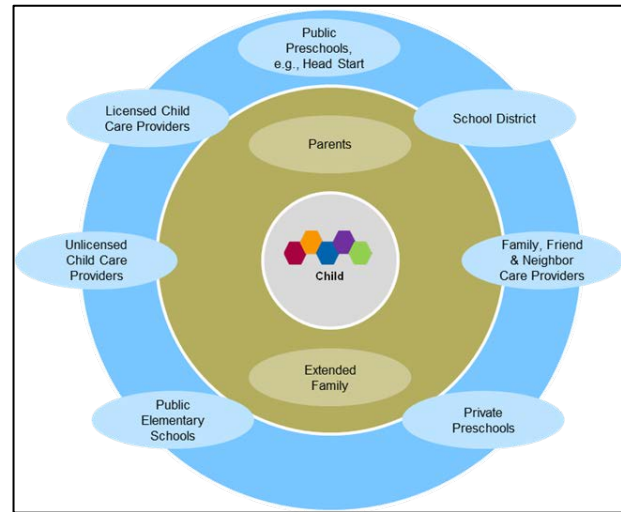 Public
Preschools,
e.g., Head Start
Licensed Child
Care Providers
School District
Parents
Unlicensed
Child Care
Providers
Child
Family, Friend
& Neighbor
Care Providers
Extended
Family
Public
Elementary
Schools
Private
Preschools